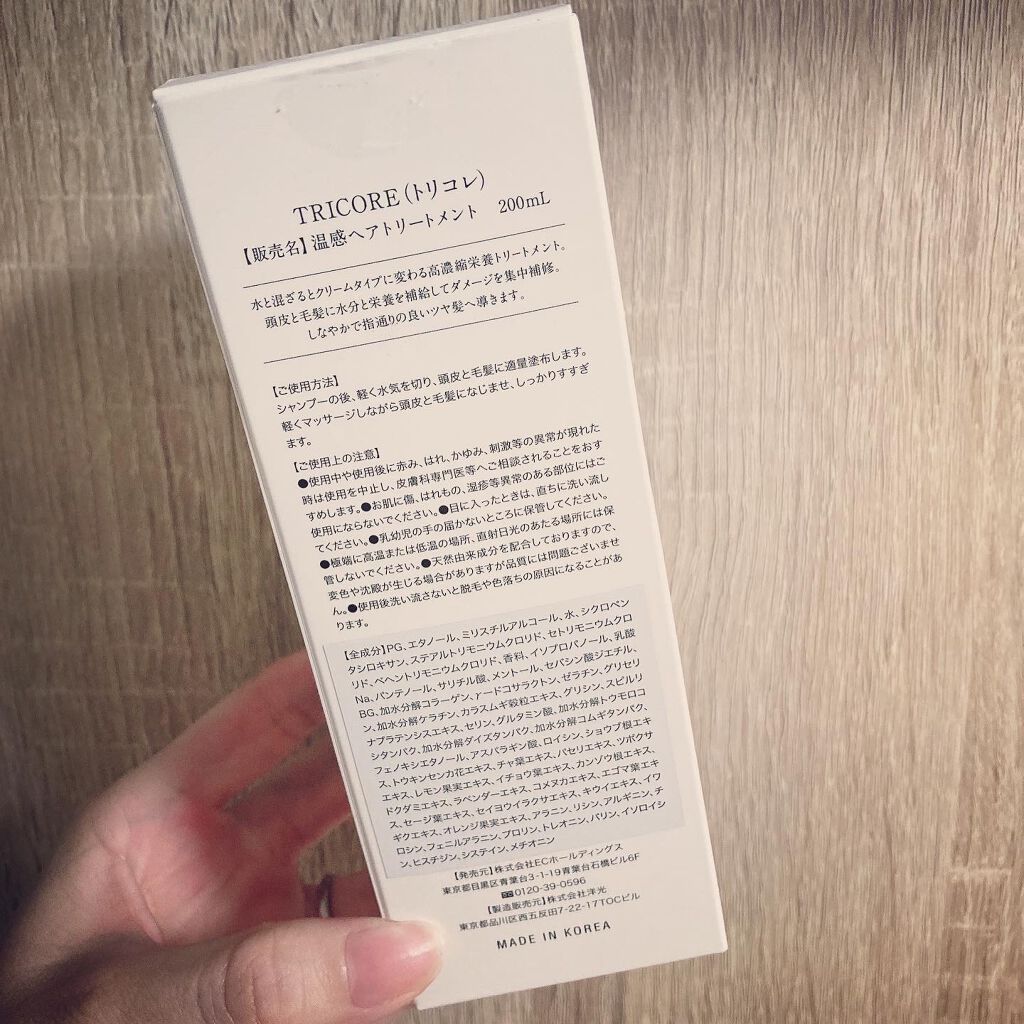 TRICORE(トリコレ)
【販売名】温感ヘアトリートメント 200mL
水と混ざるとクリームタイプに変わる高濃縮栄養トリートメント。
頭皮と毛髪に水分と栄養を補給してダメージを集中補修。
しなやかで指通りの良いツヤ髪へ導きます。
【ご使用方法】
シャンプーの後、軽く水気を切り、頭皮と毛髪に適量塗布します。
軽くマッサージしながら頭皮と毛髪になじませ、しっかりすすぎ
ます。
【ご使用上の注意】
●使用中や使用後に赤み、はれ、かゆみ、刺激等の異常が現れた
時は使用を中止し、皮膚科専門医等へご相談されることをおす
すめします。●お肌に傷、はれもの、湿疹等異常のある部位にはご
使用にならないでください。●目に入ったときは、直ちに洗い流し
てください。●乳幼児の手の届かないところに保管してください。
●極端に高温または低温の場所、直射日光のあたる場所には保
管しないでください。●天然由来成分を配合しておりますので、
変色や沈殿が生じる場合がありますが品質には問題ございませ
ん。●使用後洗い流さないと脱毛や色落ちの原因になることがあ
ります。
【全成分】PG、エタノール、ミリスチルアルコール、水、シクロペン
タシロキサン、ステアルトリモニウムクロリド、セトリモニウムクロ
リド、ベヘントリモニウムクロリド、香料、イソプロパノール、乳酸
Na、パンテノール、サリチル酸、メントール、セバシン酸ジエチル、
BG、加水分解コラーゲン、γードコサラクトン、ゼラチン、グリセリ
ン、加水分解ケラチン、カラスムギ穀粒エキス、グリシン、スピルリ
ナプラテンシスエキス、セリン、グルタミン酸、加水分解トウモロコ
シタンパク、加水分解ダイズタンパク、加水分解コムギタンパク、
フェノキシエタノール、アスパラギン酸、ロイシン、ショウブ根エキ
ス、トウキンセンカ花エキス、チャ葉エキス、パセリエキス、ツボクサ
エキス、レモン果実エキス、イチョウ葉エキス、カンゾウ根エキス、
ドクダミエキス、ラベンダーエキス、コメヌカエキス、エゴマ葉エキ
ス、セージ葉エキス、セイヨウイラクサエキス、キウイエキス、イワ
ギクエキス、オレンジ果実エキス、アラニン、リシン、アルギニン、チ
ロシン、フェニルアラニン、プロリン、トレオニン、バリン、イソロイシ
ン、ヒスチジン、システイン、メチオニン
【発売元】株式会社ECホールディングス
東京都目黒区青葉台3-1-19青葉台石橋ビル6F
0120-39-0596
【製造販売元】株式会社洋光
東京都品川区西五反田7-22-17TOCビル
MADE IN KOREA